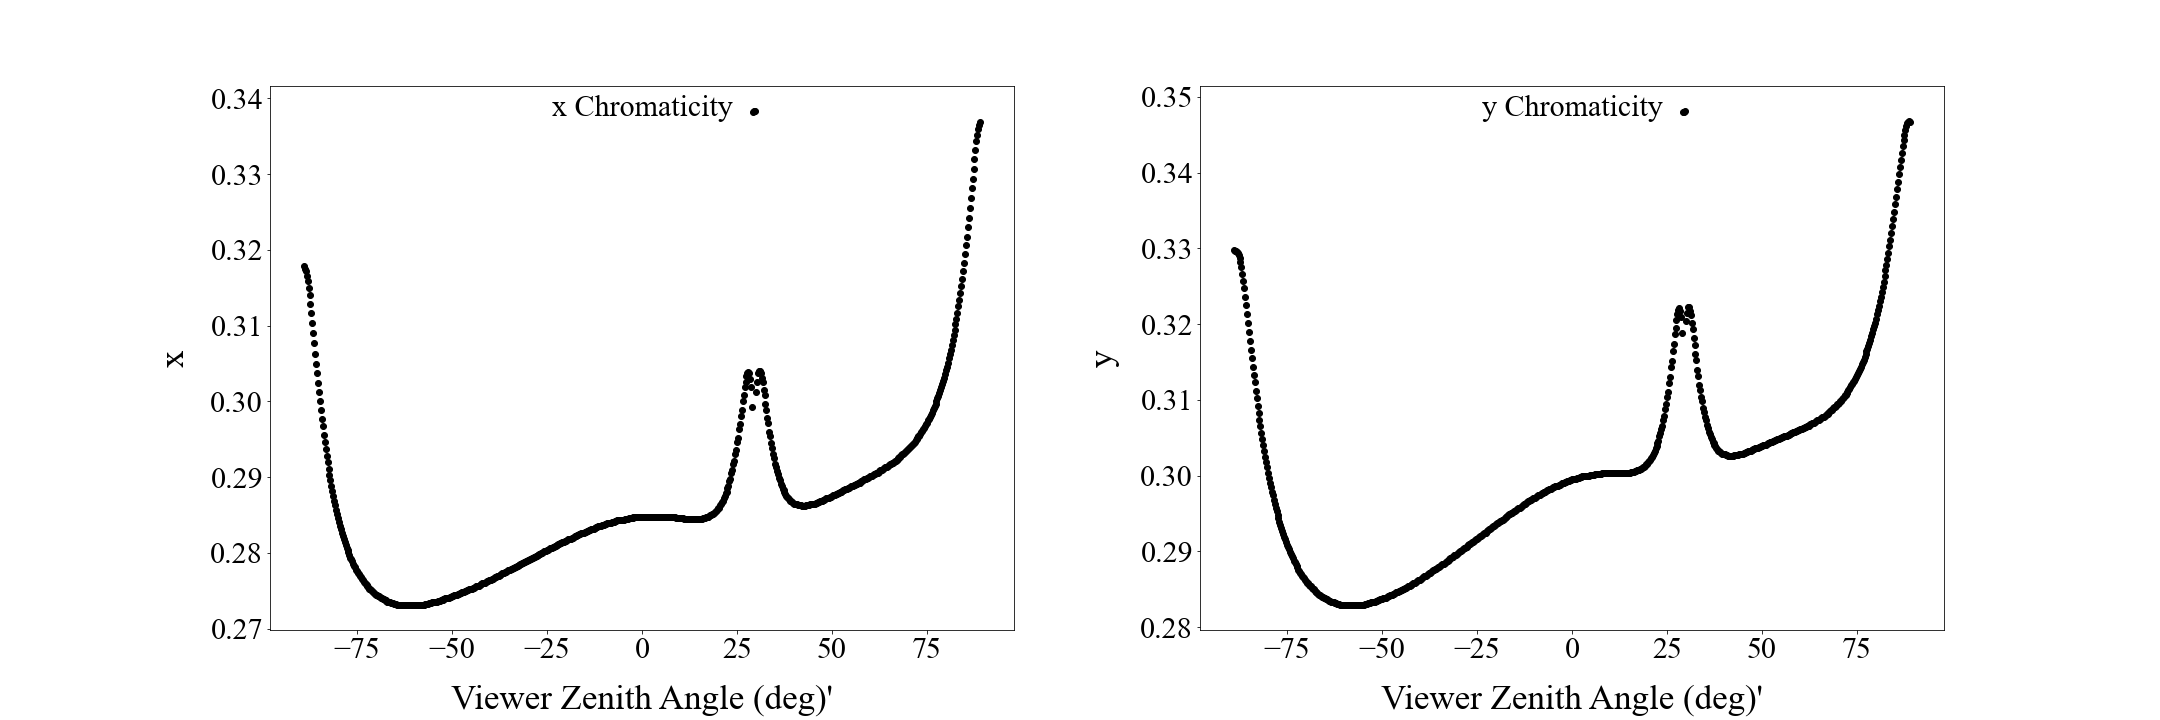 x Chromaticity
0.34
0.33
0.32
0.31
0.30
0.29
0.28
0.27
x
−75 −50 −25 0 25 50 75
Viewer Zenith Angle (deg)'
y Chromaticity
0.35
0.34
0.33
0.32
0.31
0.30
0.29
0.28
y
−75 −50 −25 0 25 50 75
Viewer Zenith Angle (deg)'